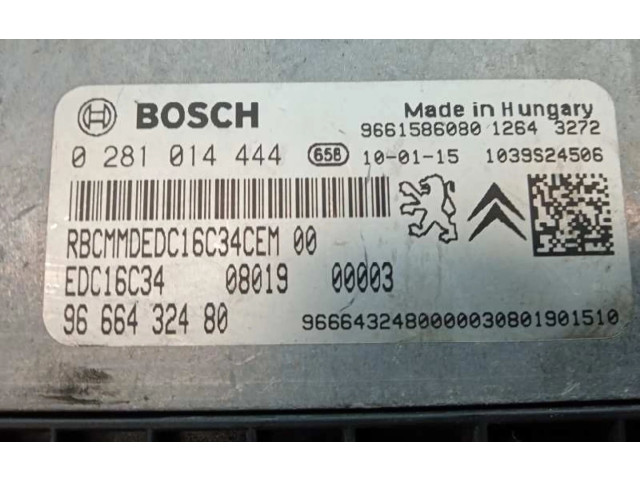 BOSCH Made in Hungary
9661586080 1264 3272
0 281 014 444 658 10-01-15 1039S24506
RBCMMDEDC16C34CEM 00
EDC16C34 08019 00003
96 664 324 80 9666432480000030801901510